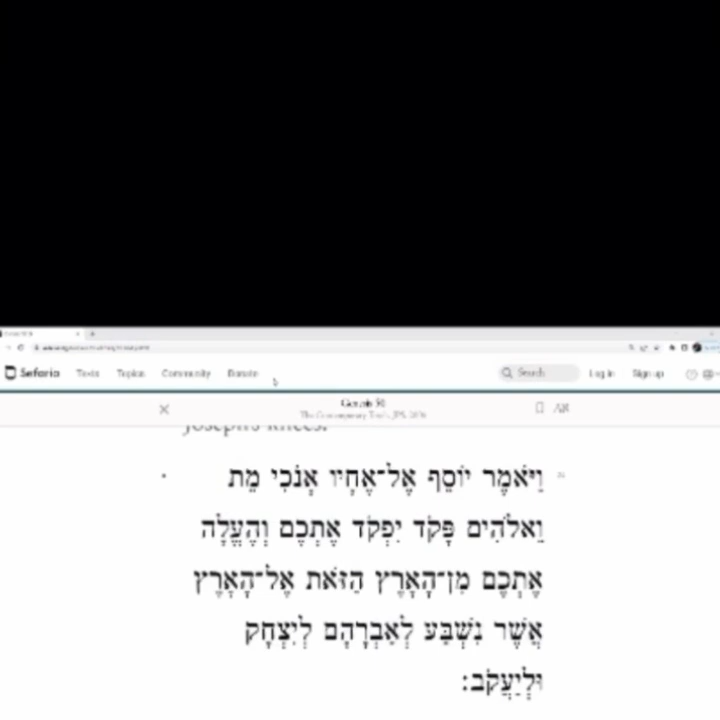 Sefaria Texts Topics Community Donate Search Log in Sign up
Genesis 50
The Contemporary Torah, JPS, 2006
Joseph's knees.
וַיֹּאמֶר יוֹסֵף אֶל־אֶחָיו אָנֹכִי מֵת
וֵאלֹהִים פָּקֹד יִפְקֹד אֶתְכֶם וְהֶעֱלָה
אֶתְכֶם מִן־הָאָרֶץ הַזֹּאת אֶל־הָאָרֶץ
אֲשֶׁר נִשְׁבַּע לְאַבְרָהָם לְיִצְחָק
וּלְיַעֲקֹב׃